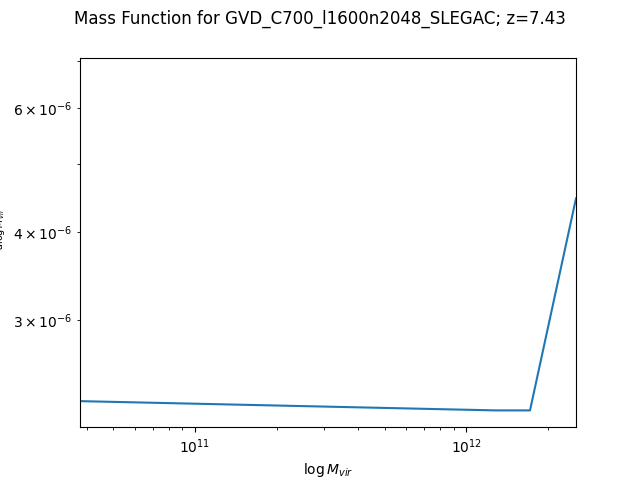 Mass Function for GVD_C700_l1600n2048_SLEGAC; z=7.43
6 × 10⁻⁶
4 × 10⁻⁶
3 × 10⁻⁶
10¹¹
10¹²
log M_vir